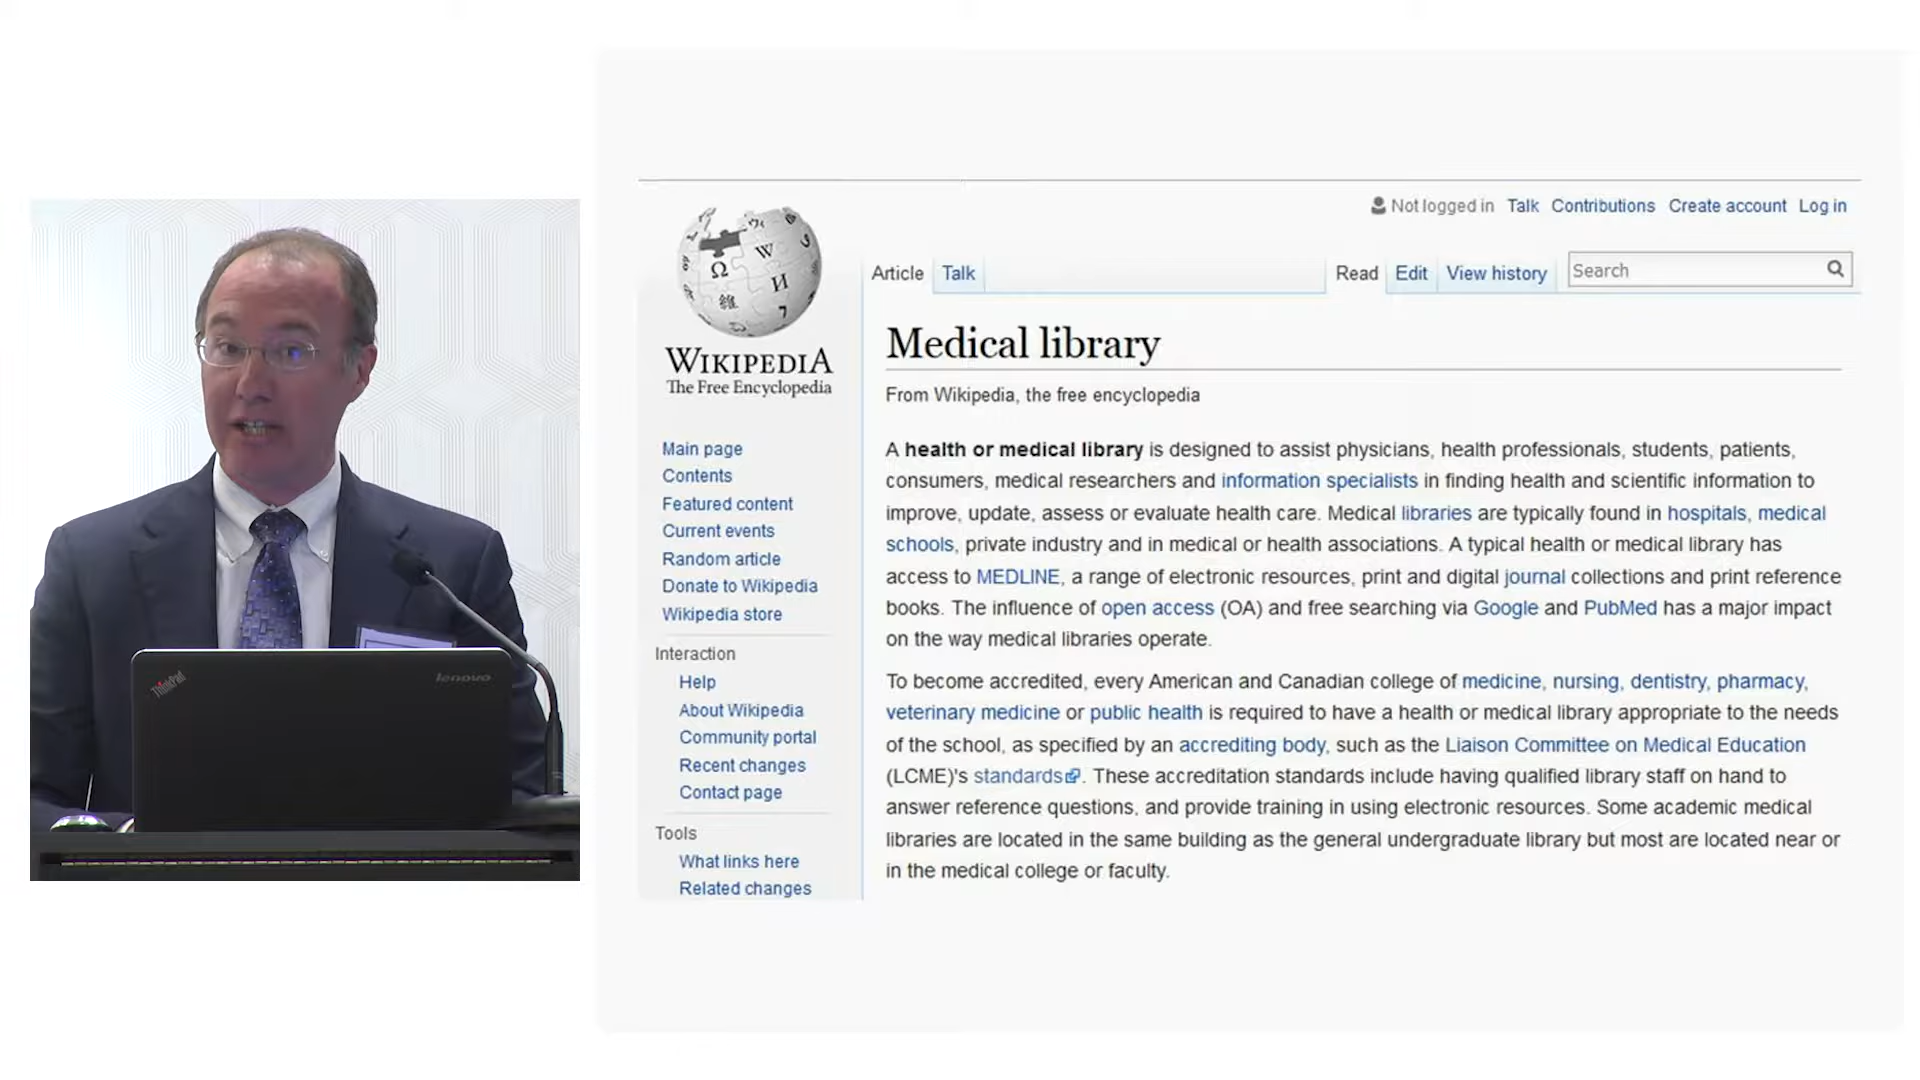 ThinkPad
lenovo
Not logged in Talk Contributions Create account Log in
Article Talk Read Edit View history Search
WIKIPEDIA
The Free Encyclopedia
Main page
Contents
Featured content
Current events
Random article
Donate to Wikipedia
Wikipedia store
Interaction
Help
About Wikipedia
Community portal
Recent changes
Contact page
Tools
What links here
Related changes
Medical library
From Wikipedia, the free encyclopedia
A health or medical library is designed to assist physicians, health professionals, students, patients,
consumers, medical researchers and information specialists in finding health and scientific information to
improve, update, assess or evaluate health care. Medical libraries are typically found in hospitals, medical
schools, private industry and in medical or health associations. A typical health or medical library has
access to MEDLINE, a range of electronic resources, print and digital journal collections and print reference
books. The influence of open access (OA) and free searching via Google and PubMed has a major impact
on the way medical libraries operate.
To become accredited, every American and Canadian college of medicine, nursing, dentistry, pharmacy,
veterinary medicine or public health is required to have a health or medical library appropriate to the needs
of the school, as specified by an accrediting body, such as the Liaison Committee on Medical Education
(LCME)'s standards. These accreditation standards include having qualified library staff on hand to
answer reference questions, and provide training in using electronic resources. Some academic medical
libraries are located in the same building as the general undergraduate library but most are located near or
in the medical college or faculty.